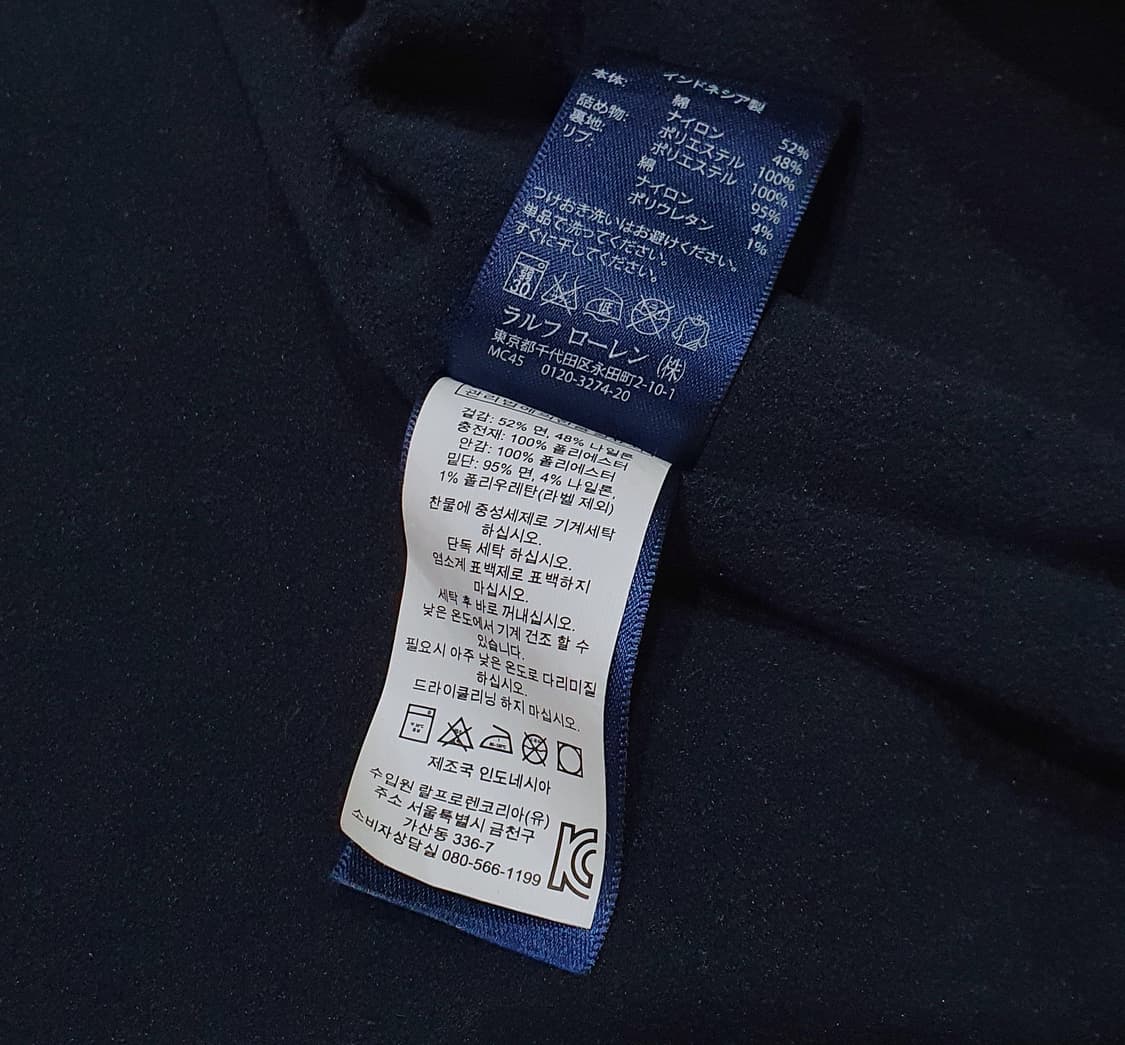 インドネシア製
本体: 綿 52%
ナイロン 48%
詰め物: ポリエステル 100%
裏地: ポリエステル 100%
リブ: 綿 95%
ナイロン 4%
ポリウレタン 1%
つけおき洗いはお避けください。
単品で洗ってください。
すぐに干してください。
弱
30
低
ラルフ ローレン (株)
東京都千代田区永田町2-10-1
MC45 0120-3274-20
겉감: 52% 면, 48% 나일론
충전재: 100% 폴리에스터
안감: 100% 폴리에스터
밑단: 95% 면, 4% 나일론,
1% 폴리우레탄(라벨 제외)
찬물에 중성세제로 기계세탁
하십시오.
단독 세탁 하십시오.
염소계 표백제로 표백하지
마십시오.
세탁 후 바로 꺼내십시오.
낮은 온도에서 기계 건조 할 수
있습니다.
필요시 아주 낮은 온도로 다리미질
하십시오.
드라이클리닝 하지 마십시오.
제조국 인도네시아
수입원 랄프로렌코리아(유)
주소 서울특별시 금천구
가산동 336-7
소비자상담실 080-566-1199